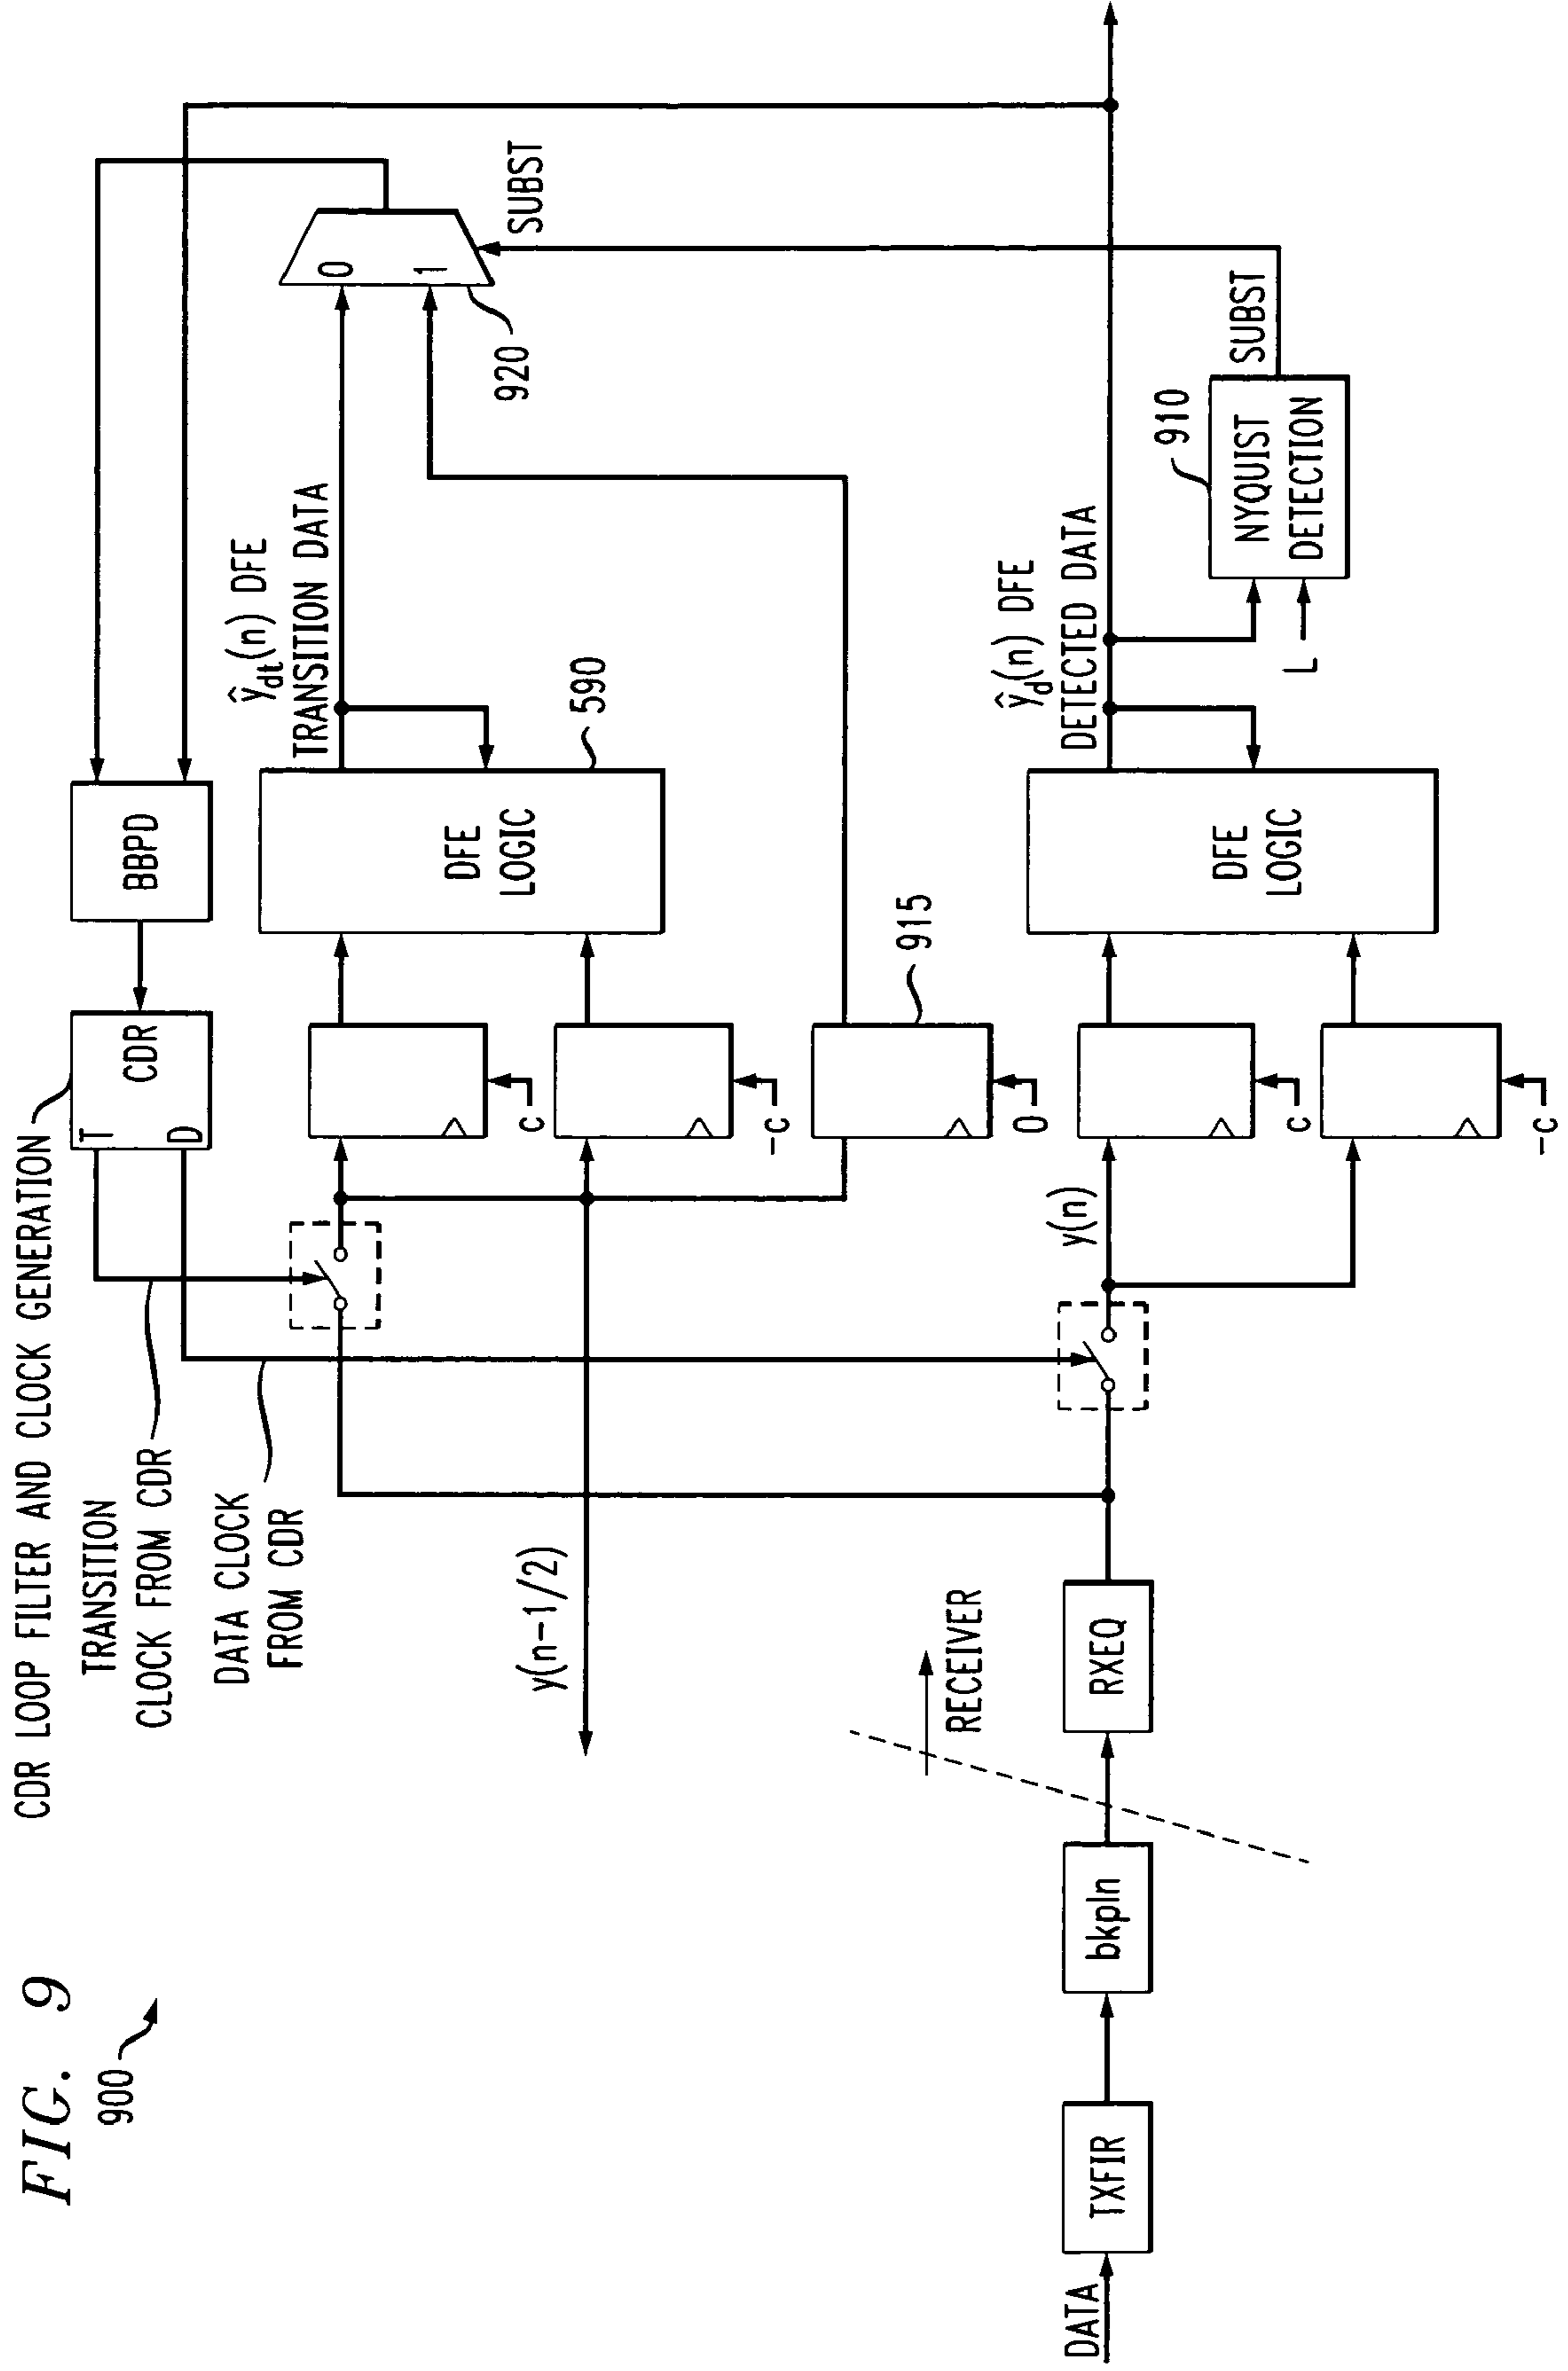 FIG. 9
900
CDR LOOP FILTER AND CLOCK GENERATION
TRANSITION
CLOCK FROM CDR
DATA CLOCK
FROM CDR
T
D
CDR
BBPD
y(n-1/2)
c
-c
0
915
DFE
LOGIC
590
ŷdt(n) DFE
TRANSITION DATA
0
1
920
SUBST
DATA
TXFIR
bkpln
RECEIVER
RXEQ
y(n)
c
-c
DFE
LOGIC
ŷd(n) DFE
DETECTED DATA
L
NYQUIST
DETECTION
910
SUBST